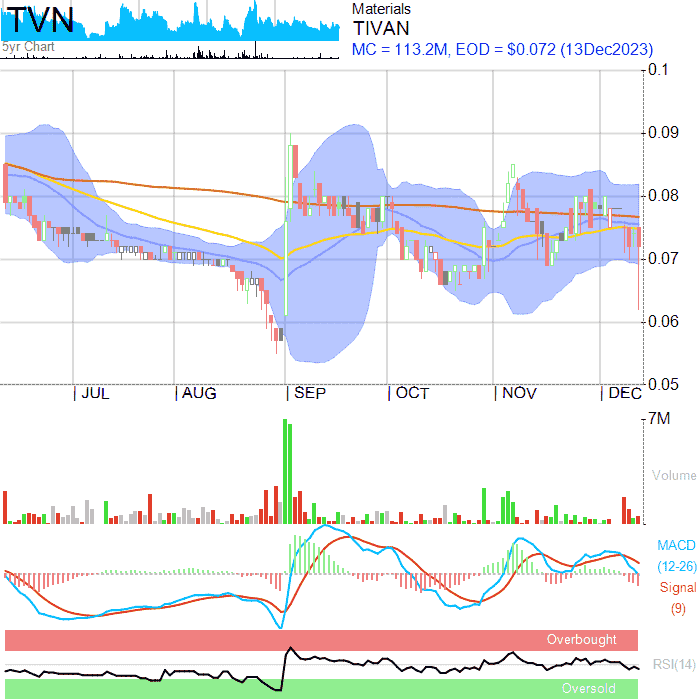 TVN
5yr Chart
Materials
TIVAN
MC = 113.2M, EOD = $0.072 (13Dec2023)
0.1
0.09
0.08
0.07
0.06
0.05
JUL
AUG
SEP
OCT
NOV
DEC
7M
Volume
MACD
(12-26)
Signal
(9)
Overbought
RSI(14)
Oversold